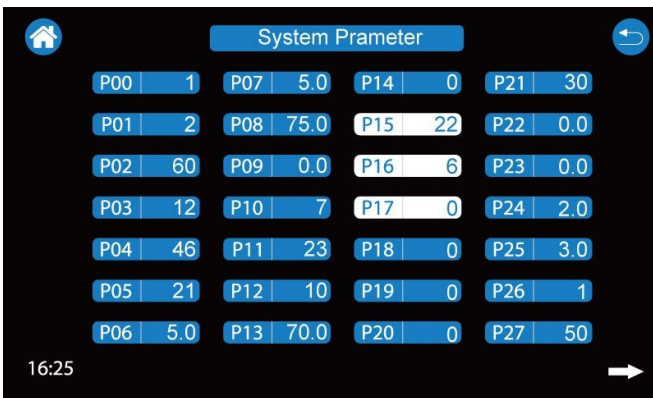 System Prameter
P00 1 P07 5.0 P14 0 P21 30
P01 2 P08 75.0 P15 22 P22 0.0
P02 60 P09 0.0 P16 6 P23 0.0
P03 12 P10 7 P17 0 P24 2.0
P04 46 P11 23 P18 0 P25 3.0
P05 21 P12 10 P19 0 P26 1
P06 5.0 P13 70.0 P20 0 P27 50
16:25